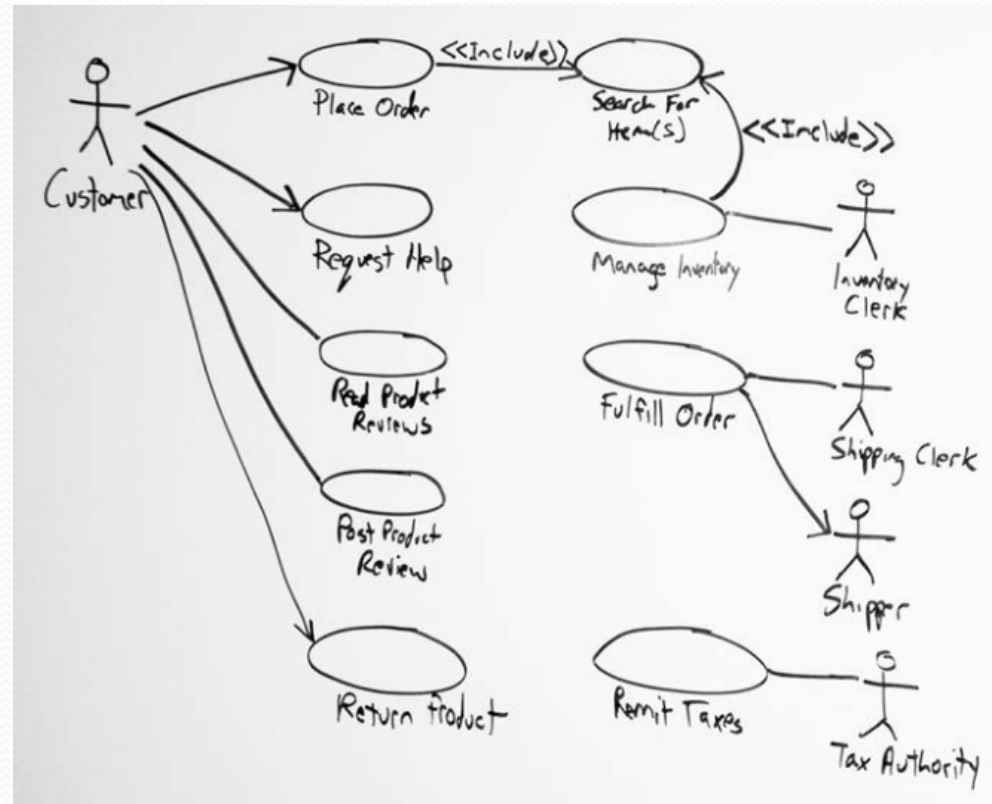 <<Include>>
Place Order
Search For
Item(s)
<<Include>>
Customer
Request Help
Manage Inventory
Inventory
Clerk
Read Product
Reviews
Fulfill Order
Shipping Clerk
Post Product
Review
Shipper
Return Product
Remit Taxes
Tax Authority